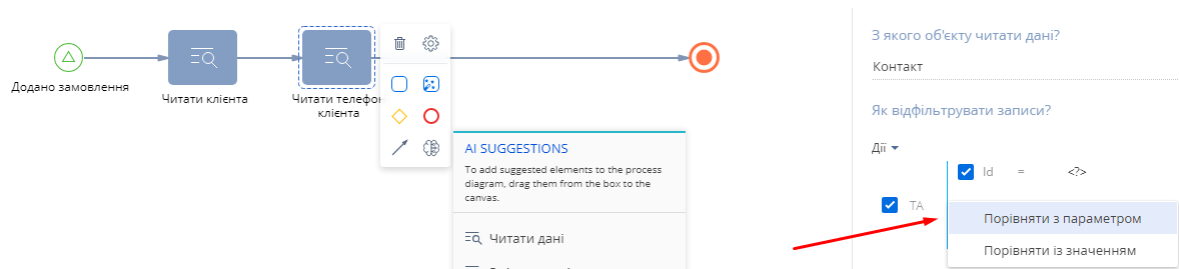 Додано замовлення
Читати клієнта
Читати телефо
клієнта
AI SUGGESTIONS
To add suggested elements to the process
diagram, drag them from the box to the
canvas.
Читати дані
З якого об'єкту читати дані?
Контакт
Як відфільтрувати записи?
Дії
Id = <?>
ТА
Порівняти з параметром
Порівняти із значенням